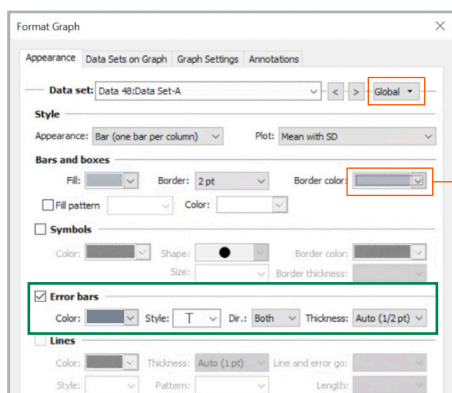 Format Graph
Appearance Data Sets on Graph Graph Settings Annotations
Data set: Data 48:Data Set-A < > Global
Style
Appearance: Bar (one bar per column) Plot: Mean with SD
Bars and boxes
Fill: Border: 2 pt Border color:
Fill pattern Color:
Symbols
Color: Shape: Border color:
Size: Border thickness:
Error bars
Color: Style: Dir.: Both Thickness: Auto (1/2 pt)
Lines
Color: Thickness: Auto (1 pt) Line and error go:
Style: Pattern: Length: